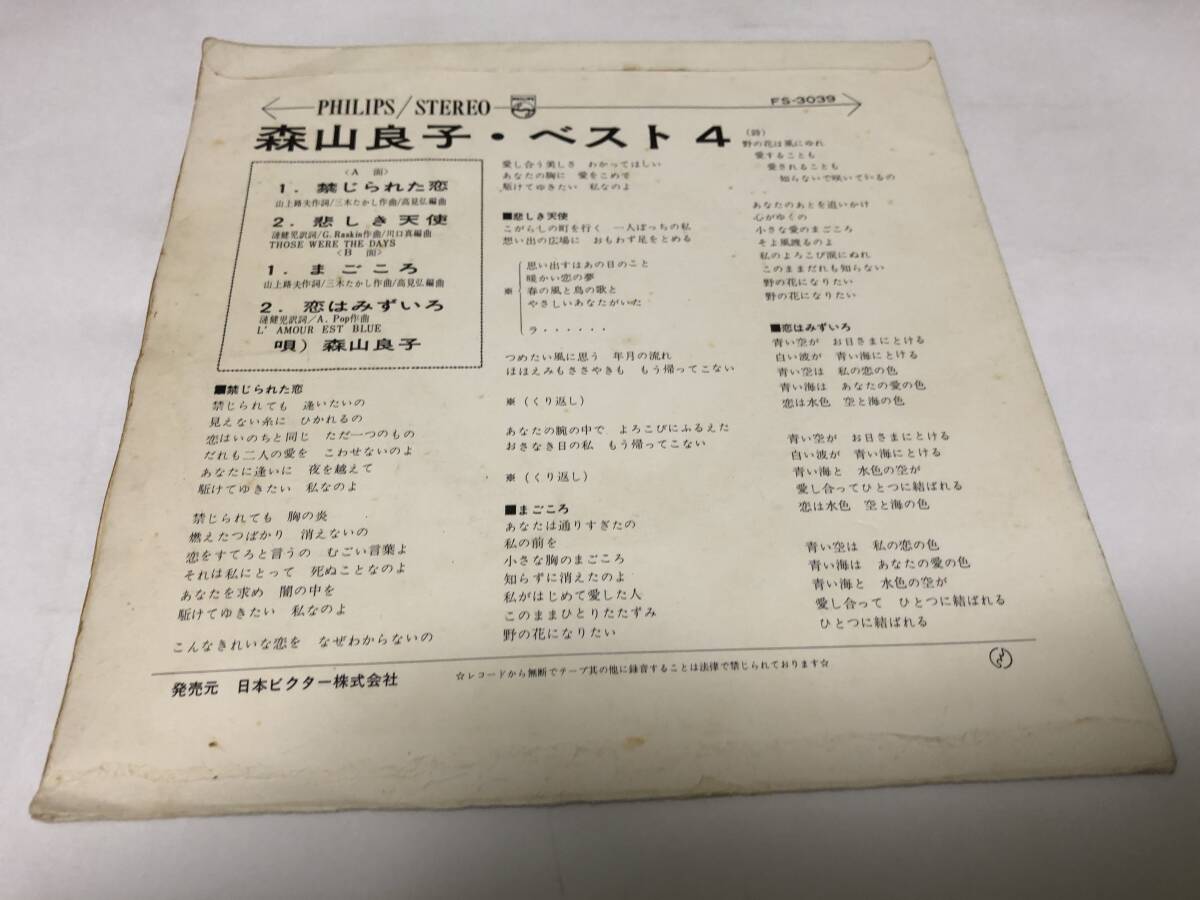 PHILIPS/STEREO
FS-3039
森山良子・ベスト4
〈A 面〉
1. 禁じられた恋
山上路夫作詞/三木たかし作曲/高見弘編曲
2. 悲しき天使
漣健児訳詞/G. Raskin作曲/川口真編曲
THOSE WERE THE DAYS
〈B 面〉
1. まごころ
山上路夫作詞/三木たかし作曲/高見弘編曲
2. 恋はみずいろ
漣健児訳詞/A. Pop作曲
L' AMOUR EST BLUE
唄) 森山良子
■禁じられた恋
禁じられても 逢いたいの
見えない糸に ひかれるの
恋はいのちと同じ ただ一つのもの
だれも二人の愛を こわせないのよ
あなたに逢いに 夜を越えて
駈けてゆきたい 私なのよ
禁じられても 胸の炎
燃えたつばかり 消えないの
恋をすてろと言うの むごい言葉よ
それは私にとって 死ぬことなのよ
あなたを求め 闇の中を
駈けてゆきたい 私なのよ
こんなきれいな恋を なぜわからないの
愛し合う美しさ わかってほしい
あなたの胸に 愛をこめて
駈けてゆきたい 私なのよ
■悲しき天使
こがらしの町を行く 一人ぼっちの私
想い出の広場に おもわず足をとめる
思い出すはあの日のこと
咲かい恋の夢
※ 春の風と鳥の歌と
やさしいあなたがいた
ラ・・・・・・
つめたい風に思う 年月の流れ
ほほえみもささやきも もう帰ってこない
※ (くり返し)
あなたの腕の中で よろこびにふるえた
おさなき日の私 もう帰ってこない
※ (くり返し)
■まごころ
あなたは通りすぎたの
私の前を
小さな胸のまごころ
知らずに消えたのよ
私がはじめて愛した人
このままひとりたたずみ
野の花になりたい
(詩)
野の花は風にゆれ
愛することも
愛されることも
知らないで咲いているの
あなたのあとを追いかけ
心がゆくの
小さな愛のまごころ
そよ風渡るのよ
私のよろこび涙にぬれ
このままだれも知らない
野の花になりたい
野の花になりたい
■恋はみずいろ
青い空が お日さまにとける
白い波が 青い海にとける
青い空は 私の恋の色
青い海は あなたの愛の色
恋は水色 空と海の色
青い空が お日さまにとける
白い波が 青い海にとける
青い海と 水色の空が
愛し合ってひとつに結ばれる
恋は水色 空と海の色
青い空は 私の恋の色
青い海は あなたの愛の色
青い海と 水色の空が
愛し合って ひとつに結ばれる
ひとつに結ばれる
発売元 日本ビクター株式会社
☆レコードから無断でテープ其の他に録音することは法律で禁じられております☆